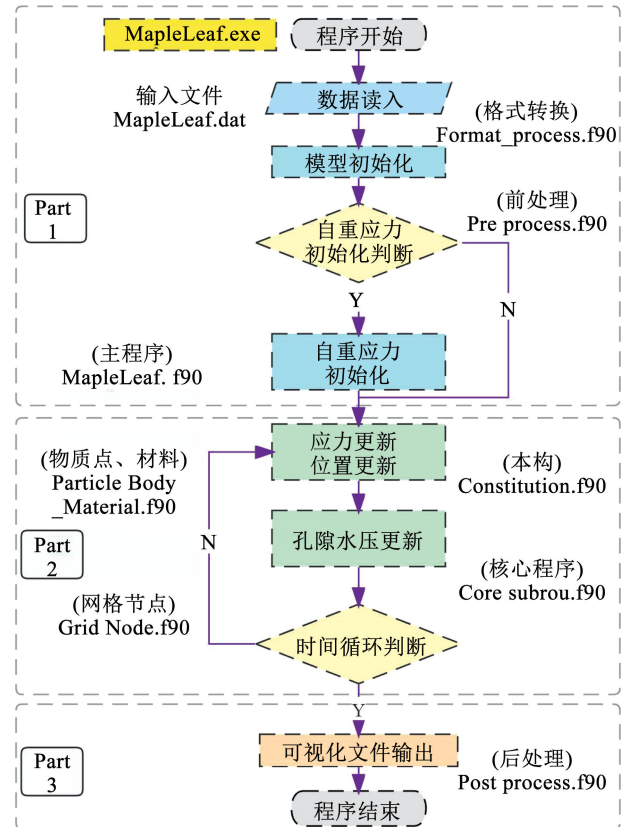 MapleLeaf.exe
程序开始
输入文件
MapleLeaf.dat
数据读入
(格式转换)
Format_process.f90
模型初始化
Part
1
自重应力
初始化判断
(前处理)
Pre process.f90
Y
N
(主程序)
MapleLeaf. f90
自重应力
初始化
应力更新
位置更新
(物质点、材料)
Particle Body
_Material.f90
(本构)
Constitution.f90
N
Part
2
孔隙水压更新
(核心程序)
Core subrou.f90
(网格节点)
Grid Node.f90
时间循环判断
Y
Part
3
可视化文件输出
(后处理)
Post process.f90
程序结束